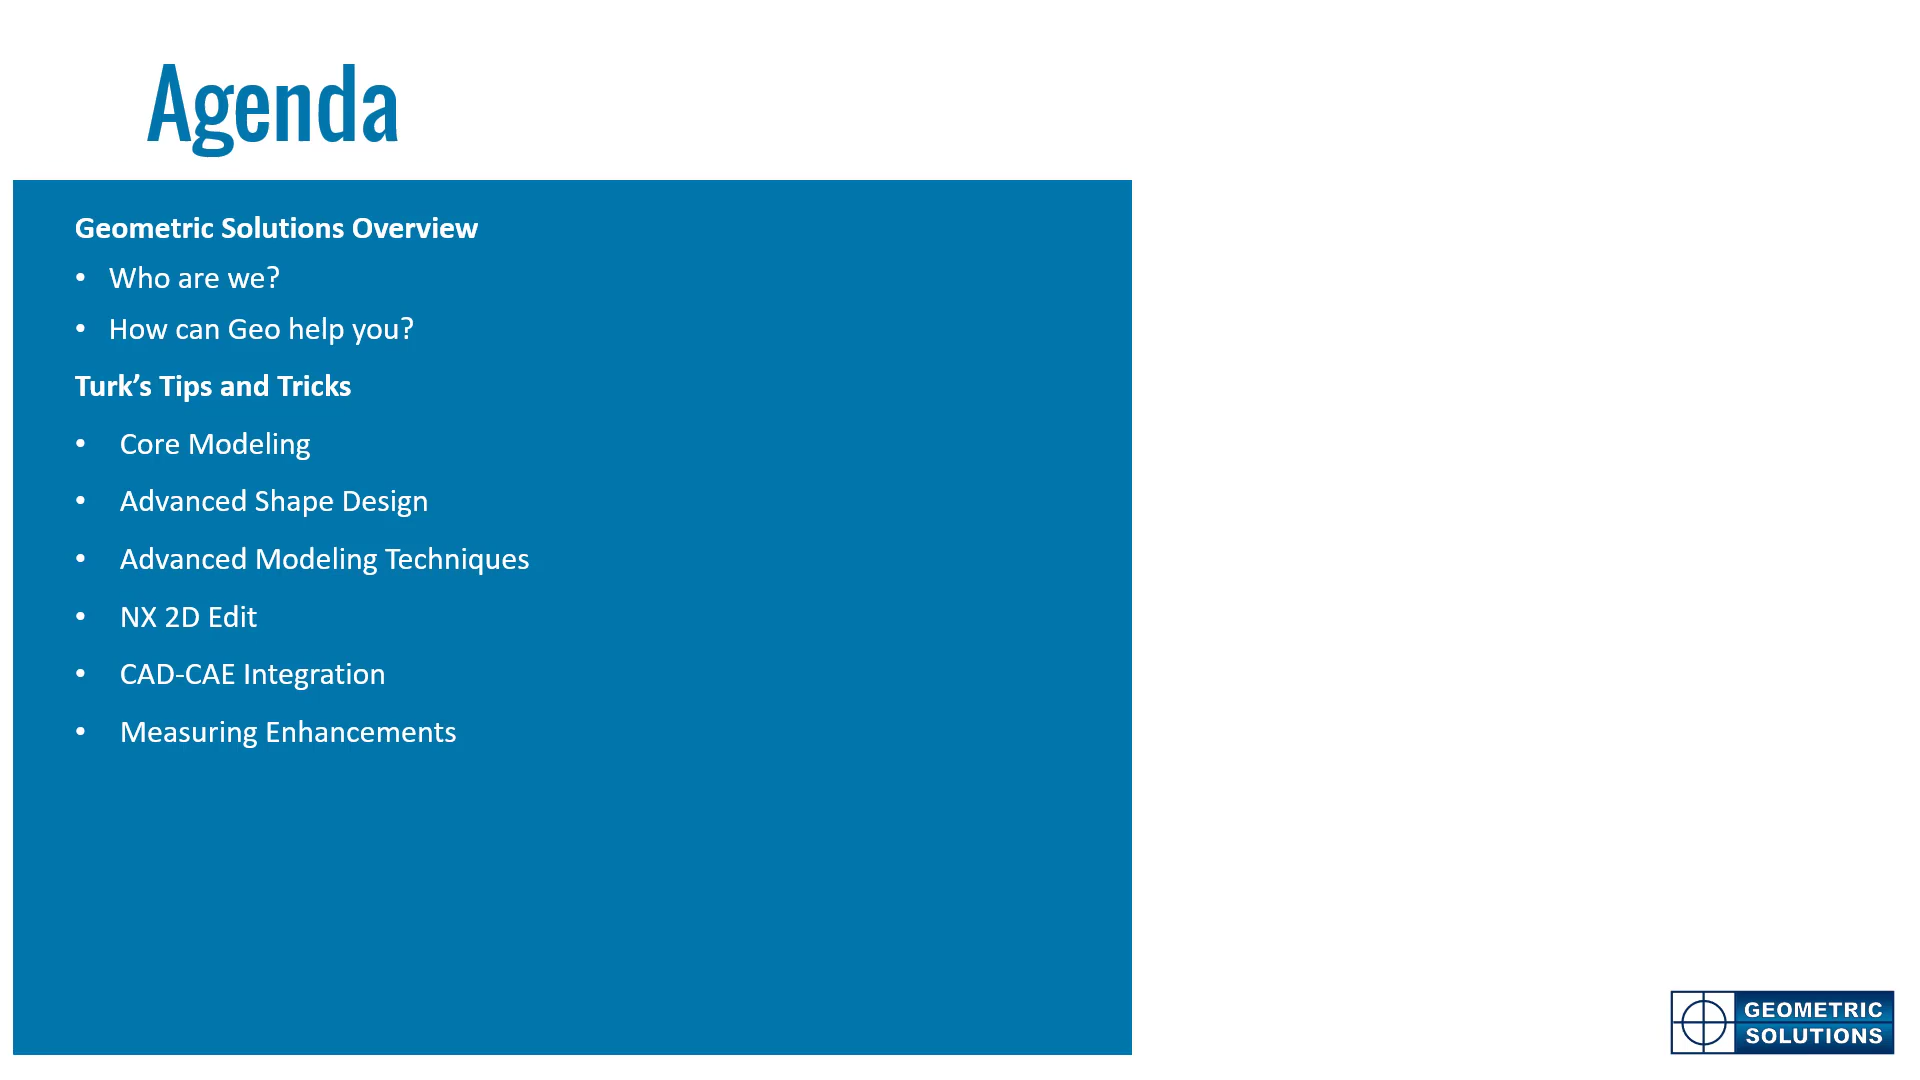 Agenda
Geometric Solutions Overview
• Who are we?
• How can Geo help you?
Turk’s Tips and Tricks
• Core Modeling
• Advanced Shape Design
• Advanced Modeling Techniques
• NX 2D Edit
• CAD-CAE Integration
• Measuring Enhancements
GEOMETRIC
SOLUTIONS